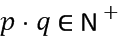 p · q ∈ N⁺